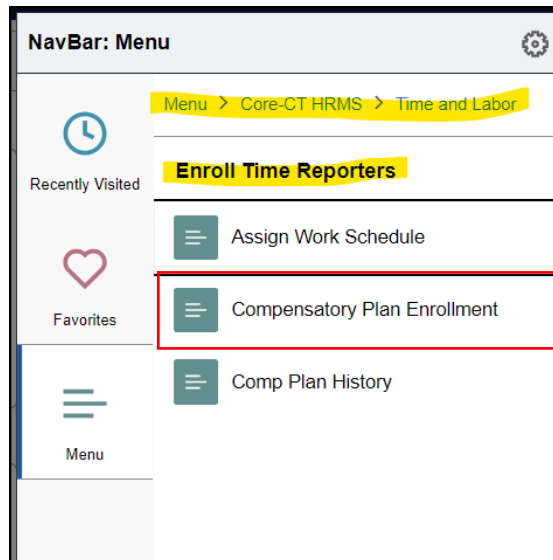 NavBar: Menu
Menu > Core-CT HRMS > Time and Labor
Recently Visited
Enroll Time Reporters
Assign Work Schedule
Favorites
Compensatory Plan Enrollment
Comp Plan History
Menu